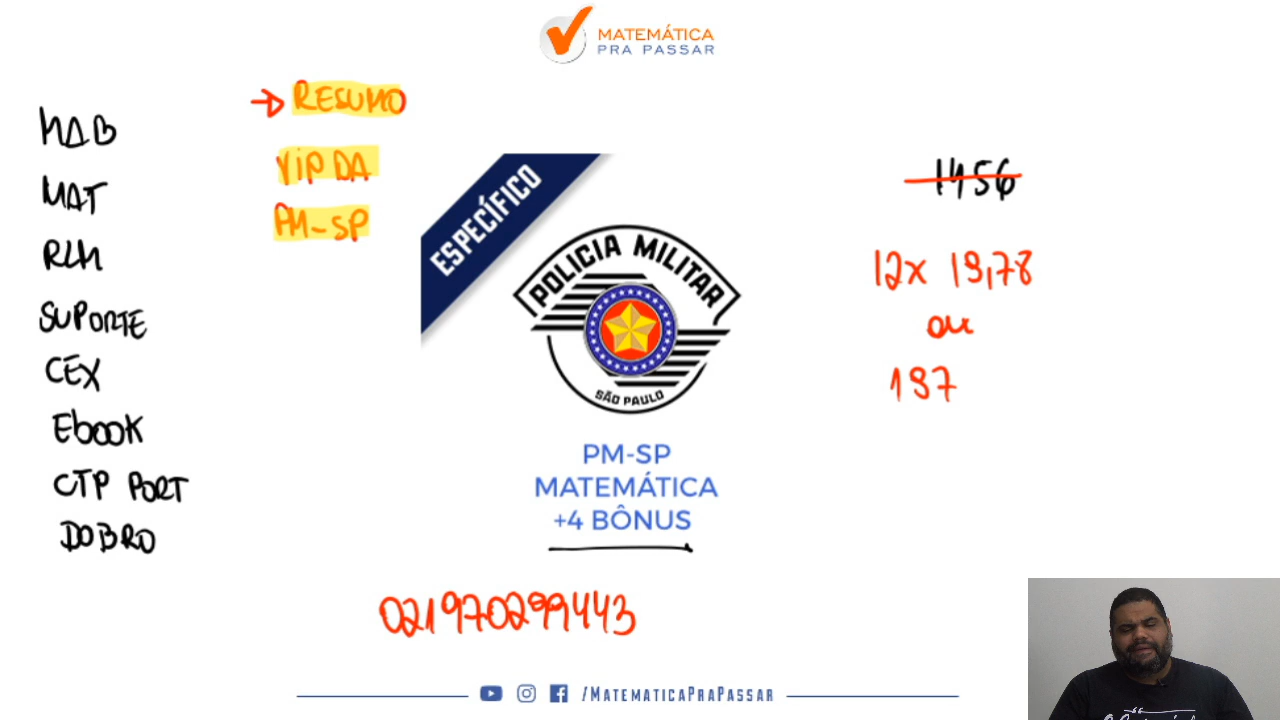 MATEMÁTICA
PRA PASSAR
→ RESUMO
VIP DA
PM-SP
MAB
MAT
RLM
SUPORTE
CEX
Ebook
CTP PORT
DOBRO
ESPECÍFICO
POLICIA MILITAR
SÃO PAULO
PM-SP
MATEMÁTICA
+4 BÔNUS
1456
12x 19,78
ou
197
021970299443
/MATEMATICAPRAPASSAR